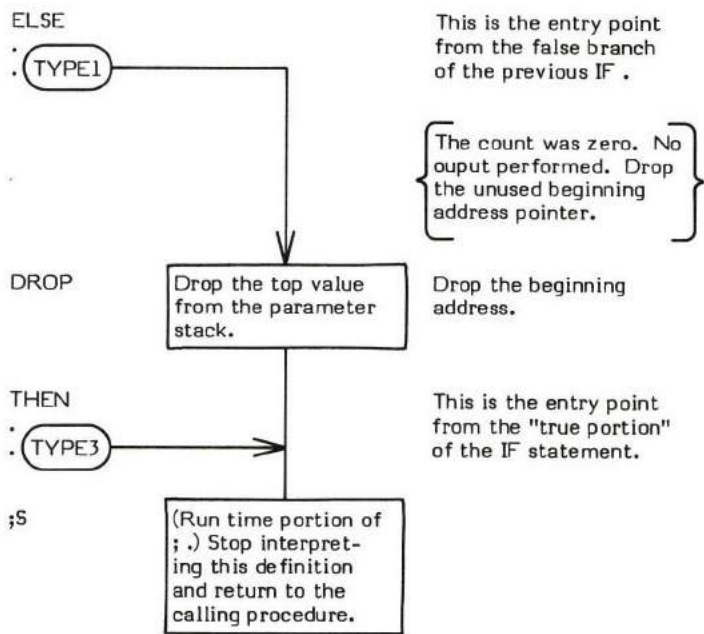 ELSE
This is the entry point
from the false branch
of the previous IF .
: TYPE1
The count was zero. No
ouput performed. Drop
the unused beginning
address pointer.
DROP
Drop the top value
from the parameter
stack.
Drop the beginning
address.
THEN
This is the entry point
from the "true portion"
of the IF statement.
: TYPE3
;S
(Run time portion of
; .) Stop interpret-
ing this definition
and return to the
calling procedure.